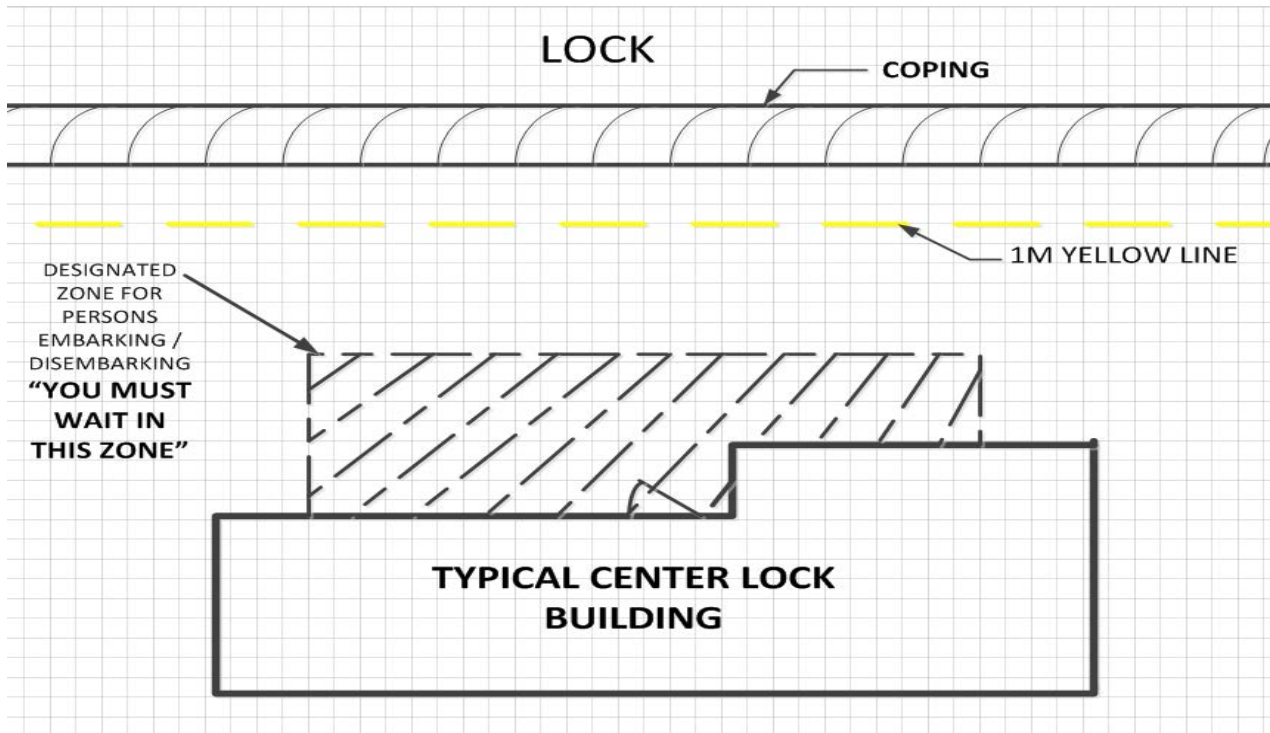 LOCK
COPING
1M YELLOW LINE
DESIGNATED
ZONE FOR
PERSONS
EMBARKING /
DISEMBARKING
“YOU MUST
WAIT IN
THIS ZONE”
TYPICAL CENTER LOCK
BUILDING